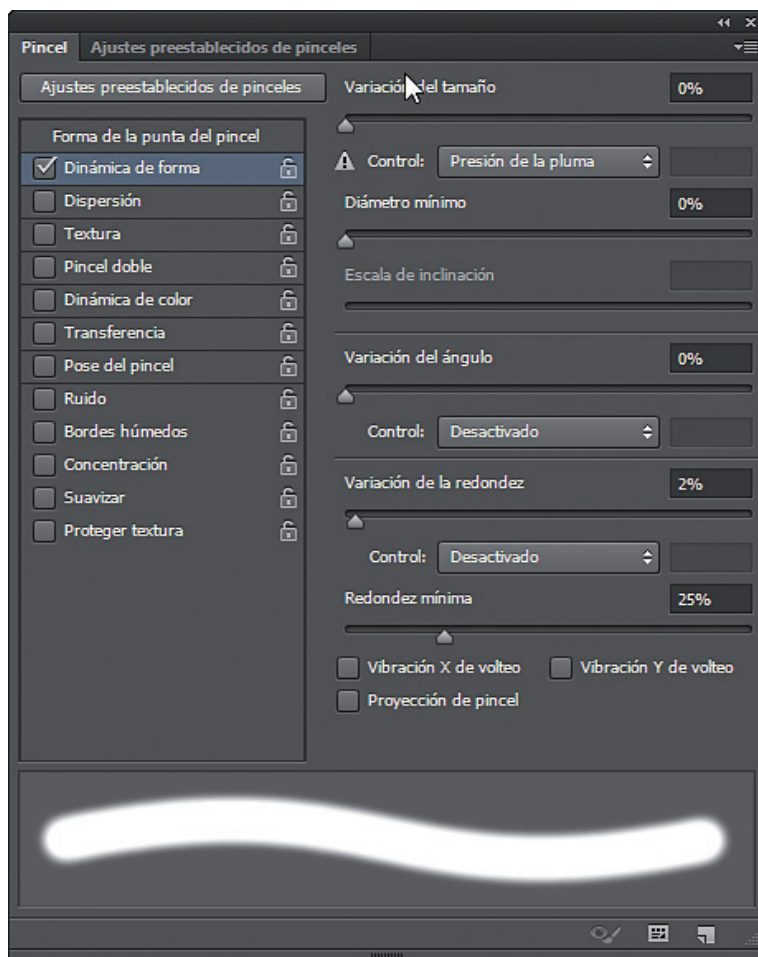 Pincel Ajustes preestablecidos de pinceles
Ajustes preestablecidos de pinceles
Forma de la punta del pincel
Dinámica de forma
Dispersión
Textura
Pincel doble
Dinámica de color
Transferencia
Pose del pincel
Ruido
Bordes húmedos
Concentración
Suavizar
Proteger textura
Variación del tamaño 0%
Control: Presión de la pluma
Diámetro mínimo 0%
Escala de inclinación
Variación del ángulo 0%
Control: Desactivado
Variación de la redondez 2%
Control: Desactivado
Redondez mínima 25%
Vibración X de volteo Vibración Y de volteo
Proyección de pincel